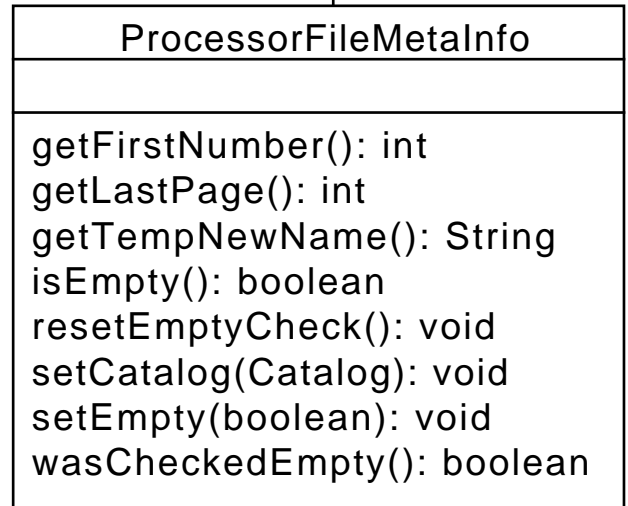 ProcessorFileMetaInfo
getFirstNumber(): int
getLastPage(): int
getTempNewName(): String
isEmpty(): boolean
resetEmptyCheck(): void
setCatalog(Catalog): void
setEmpty(boolean): void
wasCheckedEmpty(): boolean